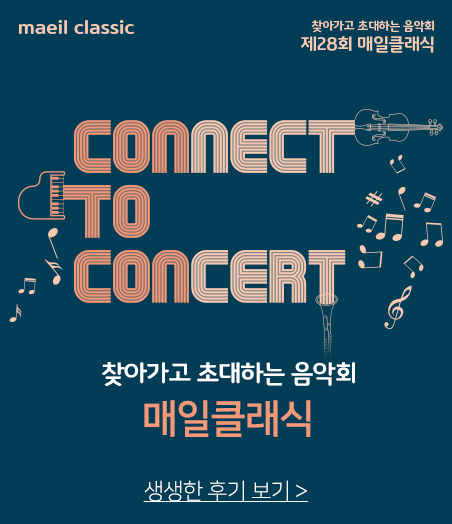 maeil classic
찾아가고 초대하는 음악회
제28회 매일클래식
CONNECT
TO
CONCERT
찾아가고 초대하는 음악회
매일클래식
생생한 후기 보기 >